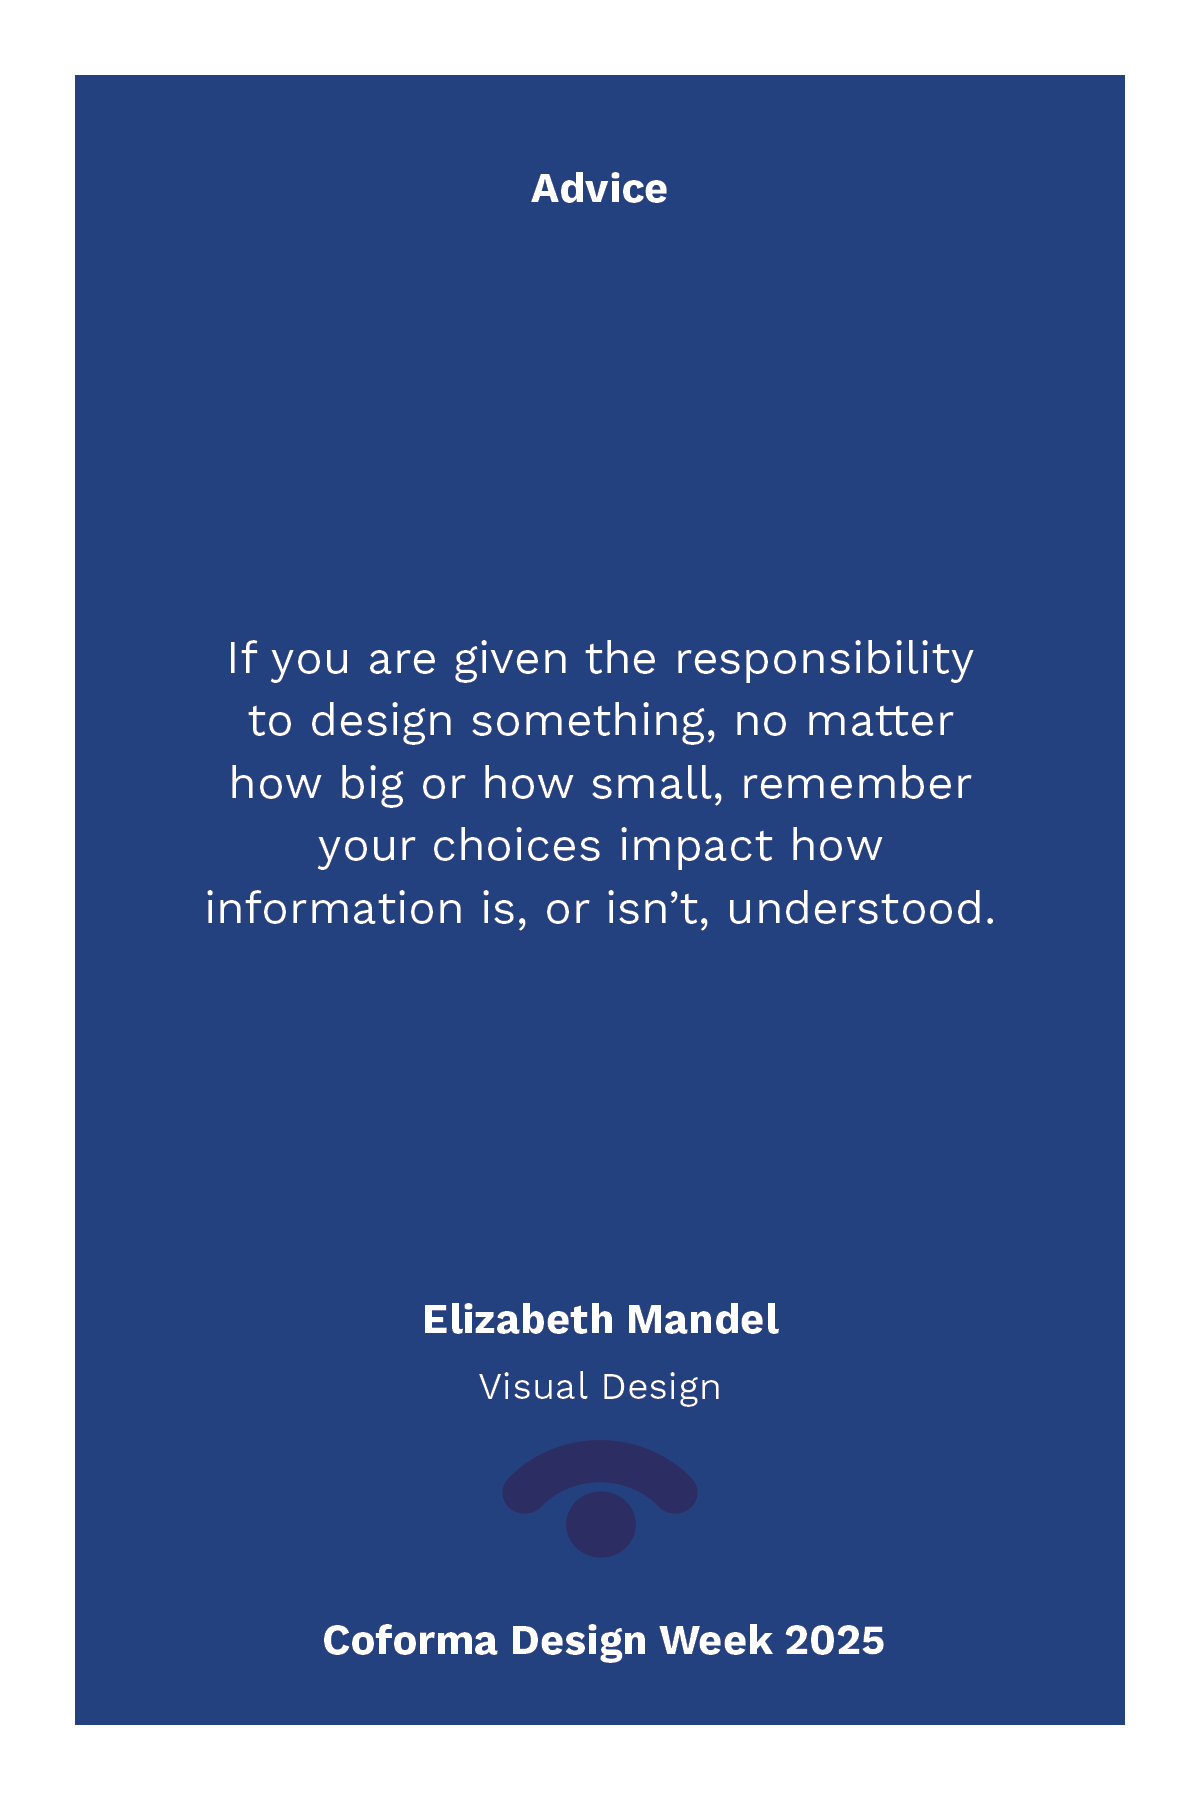 Advice
If you are given the responsibility
to design something, no matter
how big or how small, remember
your choices impact how
information is, or isn’t, understood.
Elizabeth Mandel
Visual Design
Coforma Design Week 2025